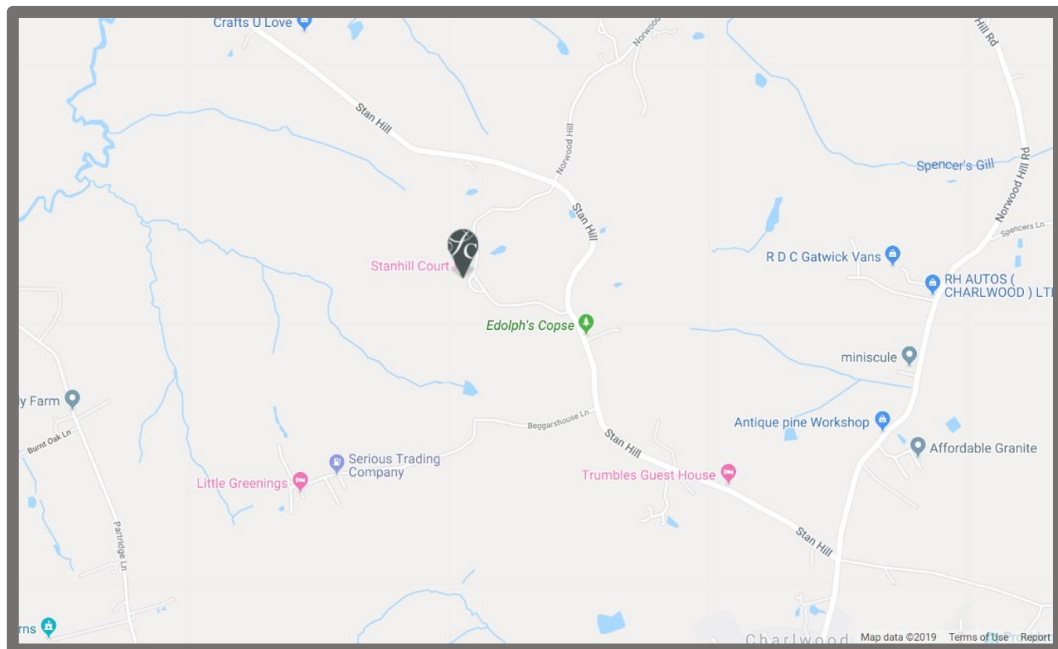 Crafts U Love
Norwood
Hill Rd
Stan Hill
Norwood Hill
Spencer's Gill
Norwood Hill Rd
Stan Hill
Spencers Ln
sc
Stanhill Court
R D C Gatwick Vans
RH AUTOS (
CHARLWOOD ) LT
Edolph's Copse
miniscule
y Farm
Beggarshouse Ln
Antique pine Workshop
Burnt Oak Ln
Stan Hill
Affordable Granite
Serious Trading
Company
Little Greenings
Trumbles Guest House
Partridge Ln
Stan Hill
rns
Charlwood
Map data ©2019
Terms of Use
Report